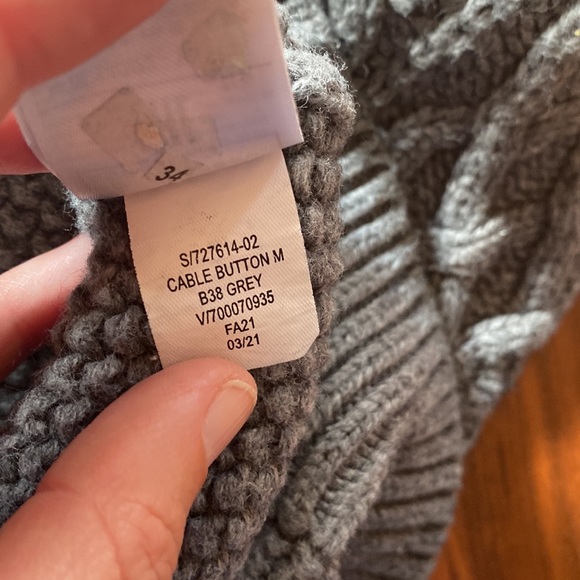 34
S/727614-02
CABLE BUTTON M
B38 GREY
V/700070935
FA21
03/21